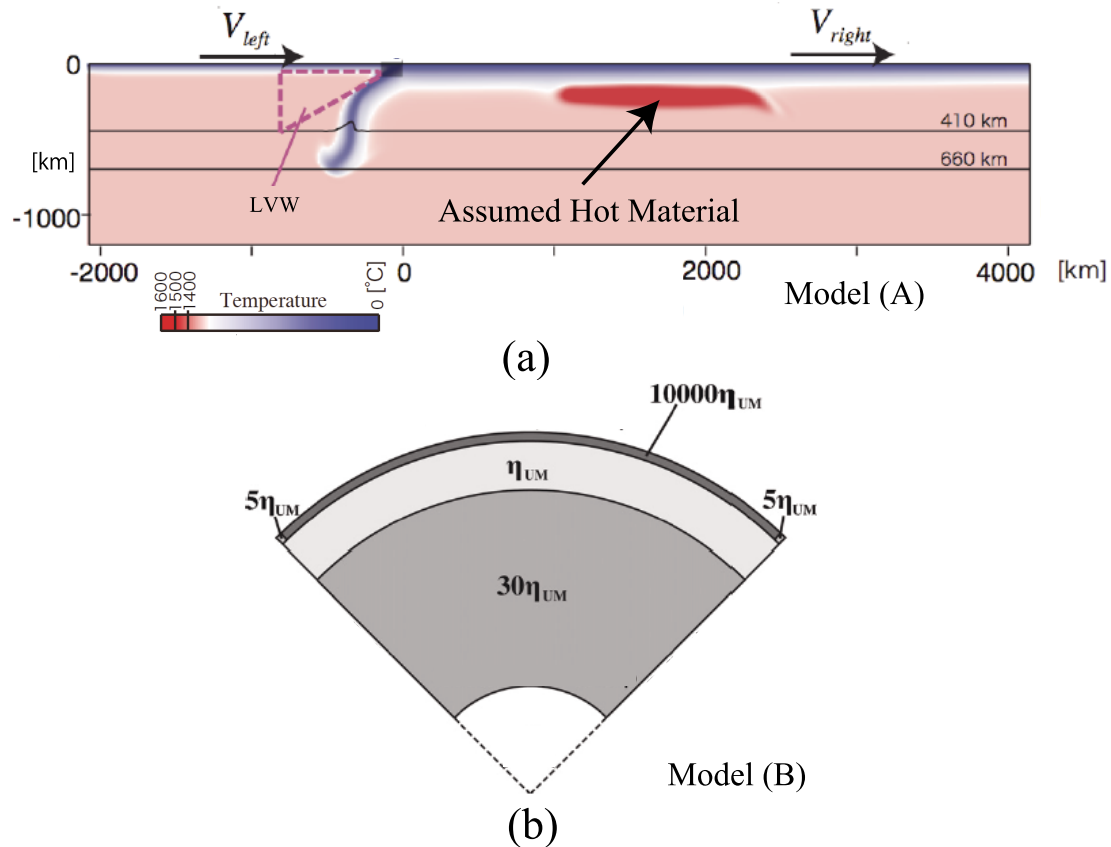 V_left
V_right
0
410 km
[km]
660 km
LVW
Assumed Hot Material
-1000
-2000
0
2000
4000
[km]
1600
1500
1400
Temperature
0 [℃]
Model (A)
(a)
10000η_UM
η_UM
5η_UM
5η_UM
30η_UM
Model (B)
(b)